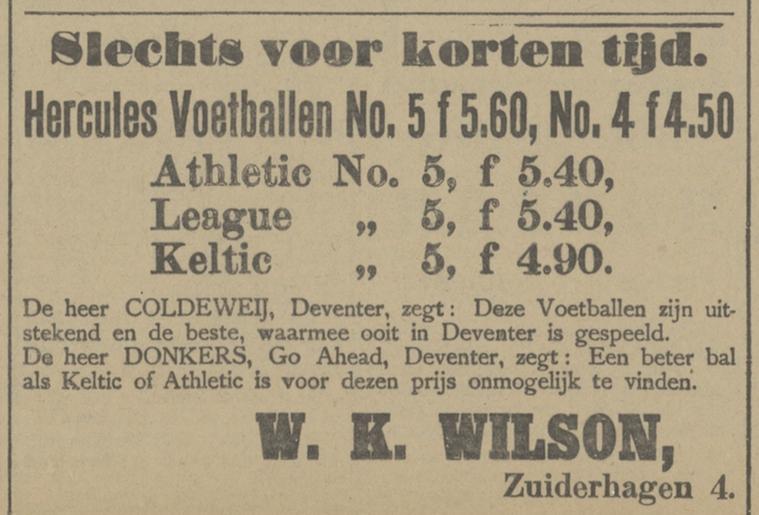 Slechts voor korten tijd.
Hercules Voetballen No. 5 f 5.60, No. 4 f 4.50
Athletic No. 5, f 5.40,
League „ 5, f 5.40,
Keltic „ 5, f 4.90.
De heer COLDEWEIJ, Deventer, zegt: Deze Voetballen zijn uit-
stekend en de beste, waarmee ooit in Deventer is gespeeld.
De heer DONKERS, Go Ahead, Deventer, zegt: Een beter bal
als Keltic of Athletic is voor dezen prijs onmogelijk te vinden.
W. K. WILSON,
Zuiderhagen 4.